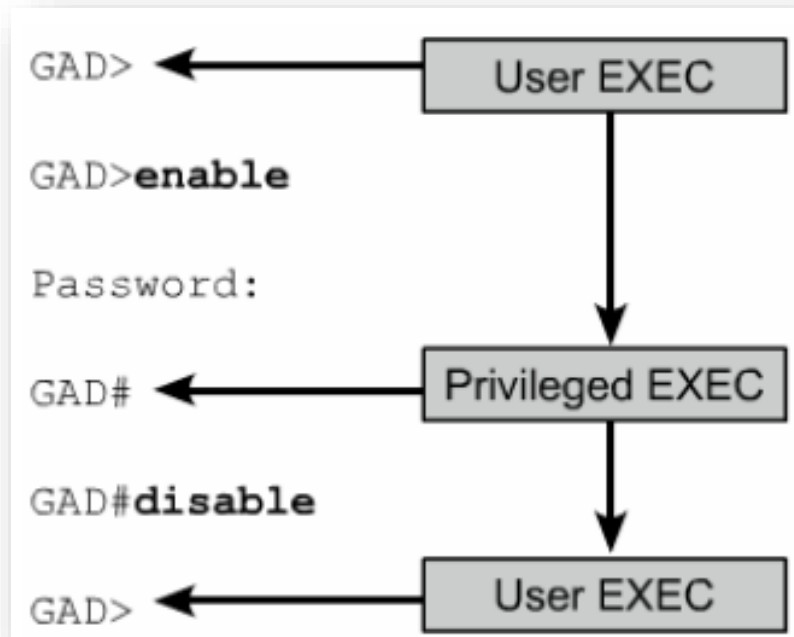 GAD> User EXEC
GAD>enable
Password:
GAD# Privileged EXEC
GAD#disable
GAD> User EXEC